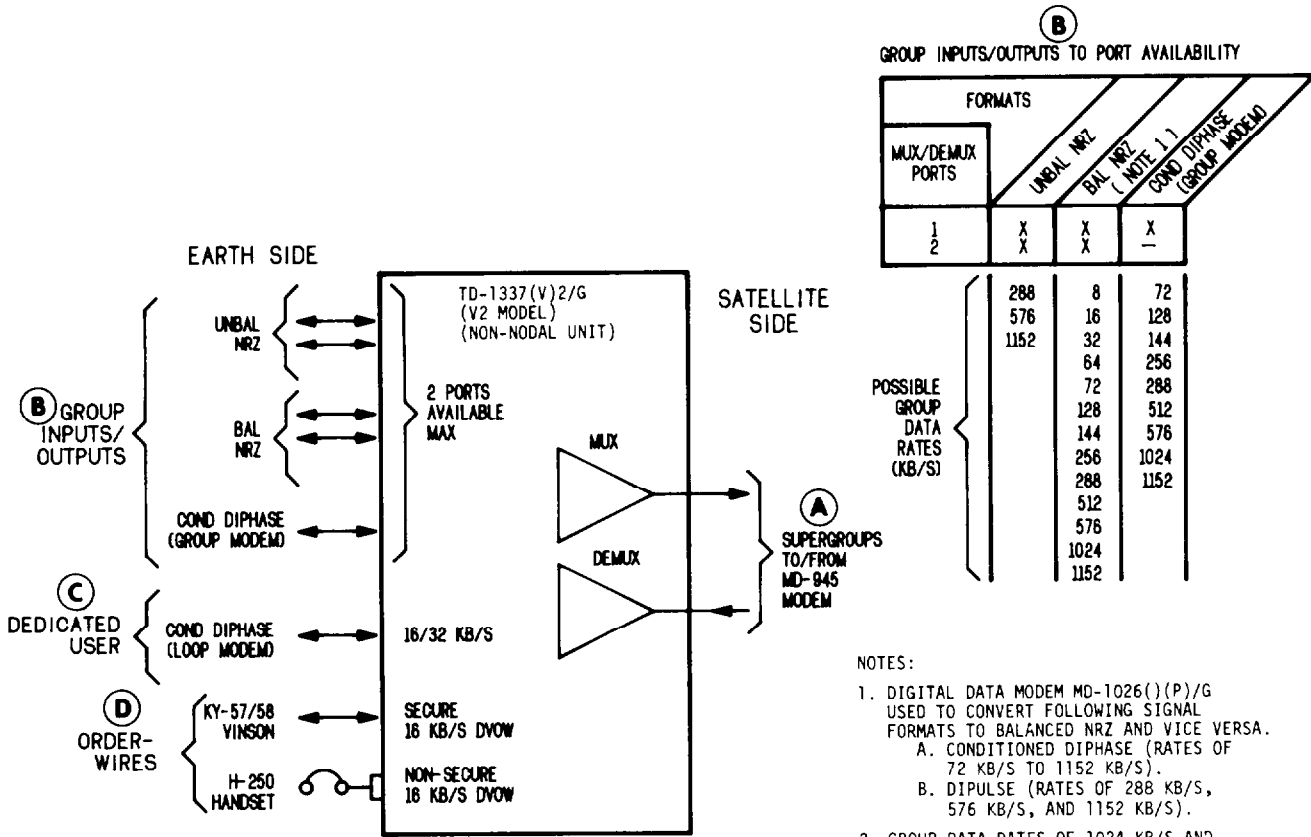 B
GROUP INPUTS/OUTPUTS TO PORT AVAILABILITY
FORMATS
MUX/DEMUX
PORTS
UNBAL NRZ
BAL NRZ
( NOTE 1 )
COND DIPHASE
(GROUP MODEM)
1 X X X
2 X X —
288 8 72
576 16 128
1152 32 144
64 256
72 288
128 512
144 576
256 1024
288 1152
512
576
1024
1152
POSSIBLE
GROUP
DATA
RATES
(KB/S)
EARTH SIDE
TD-1337(V)2/G
(V2 MODEL)
(NON-NODAL UNIT)
SATELLITE
SIDE
UNBAL
NRZ
B GROUP
INPUTS/
OUTPUTS
BAL
NRZ
2 PORTS
AVAILABLE
MAX
COND DIPHASE
(GROUP MODEM)
MUX
DEMUX
A
SUPERGROUPS
TO/FROM
MD-945
MODEM
C
DEDICATED
USER
COND DIPHASE
(LOOP MODEM)
16/32 KB/S
D
ORDER-
WIRES
KY-57/58
VINSON
SECURE
16 KB/S DVOW
H-250
HANDSET
NON-SECURE
16 KB/S DVOW
NOTES:
1. DIGITAL DATA MODEM MD-1026()(P)/G
USED TO CONVERT FOLLOWING SIGNAL
FORMATS TO BALANCED NRZ AND VICE VERSA.
A. CONDITIONED DIPHASE (RATES OF
72 KB/S TO 1152 KB/S).
B. DIPULSE (RATES OF 288 KB/S,
576 KB/S, AND 1152 KB/S).
2. GROUP DATA RATES OF 1024 KB/S AND